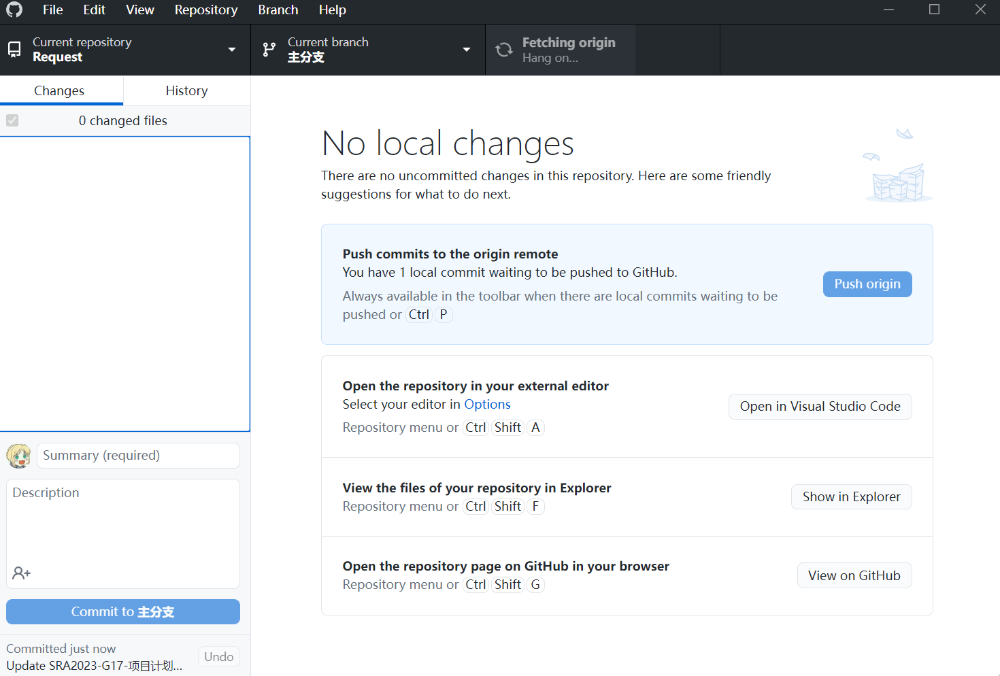 File Edit View Repository Branch Help
Current repository
Request
Current branch
主分支
Fetching origin
Hang on...
Changes
History
0 changed files
No local changes
There are no uncommitted changes in this repository. Here are some friendly
suggestions for what to do next.
Push commits to the origin remote
You have 1 local commit waiting to be pushed to GitHub.
Always available in the toolbar when there are local commits waiting to be
pushed or Ctrl P
Push origin
Open the repository in your external editor
Select your editor in Options
Repository menu or Ctrl Shift A
Open in Visual Studio Code
View the files of your repository in Explorer
Repository menu or Ctrl Shift F
Show in Explorer
Open the repository page on GitHub in your browser
Repository menu or Ctrl Shift G
View on GitHub
Summary (required)
Description
Commit to 主分支
Committed just now
Update SRA2023-G17-项目计划...
Undo